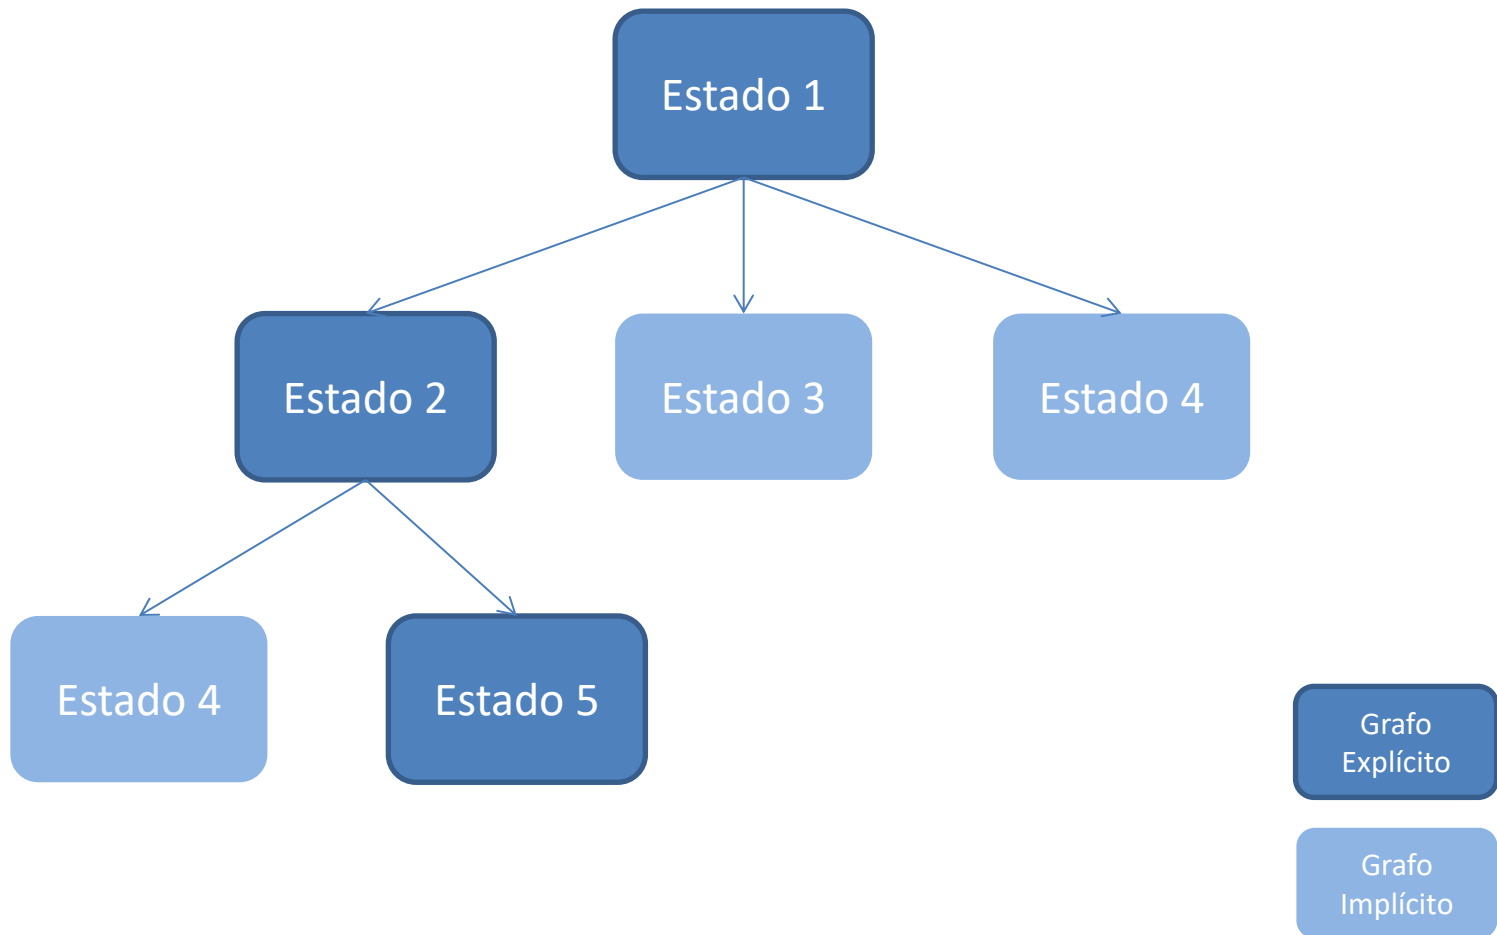 Estado 1
Estado 2
Estado 3
Estado 4
Estado 4
Estado 5
Grafo
Explícito
Grafo
Implícito